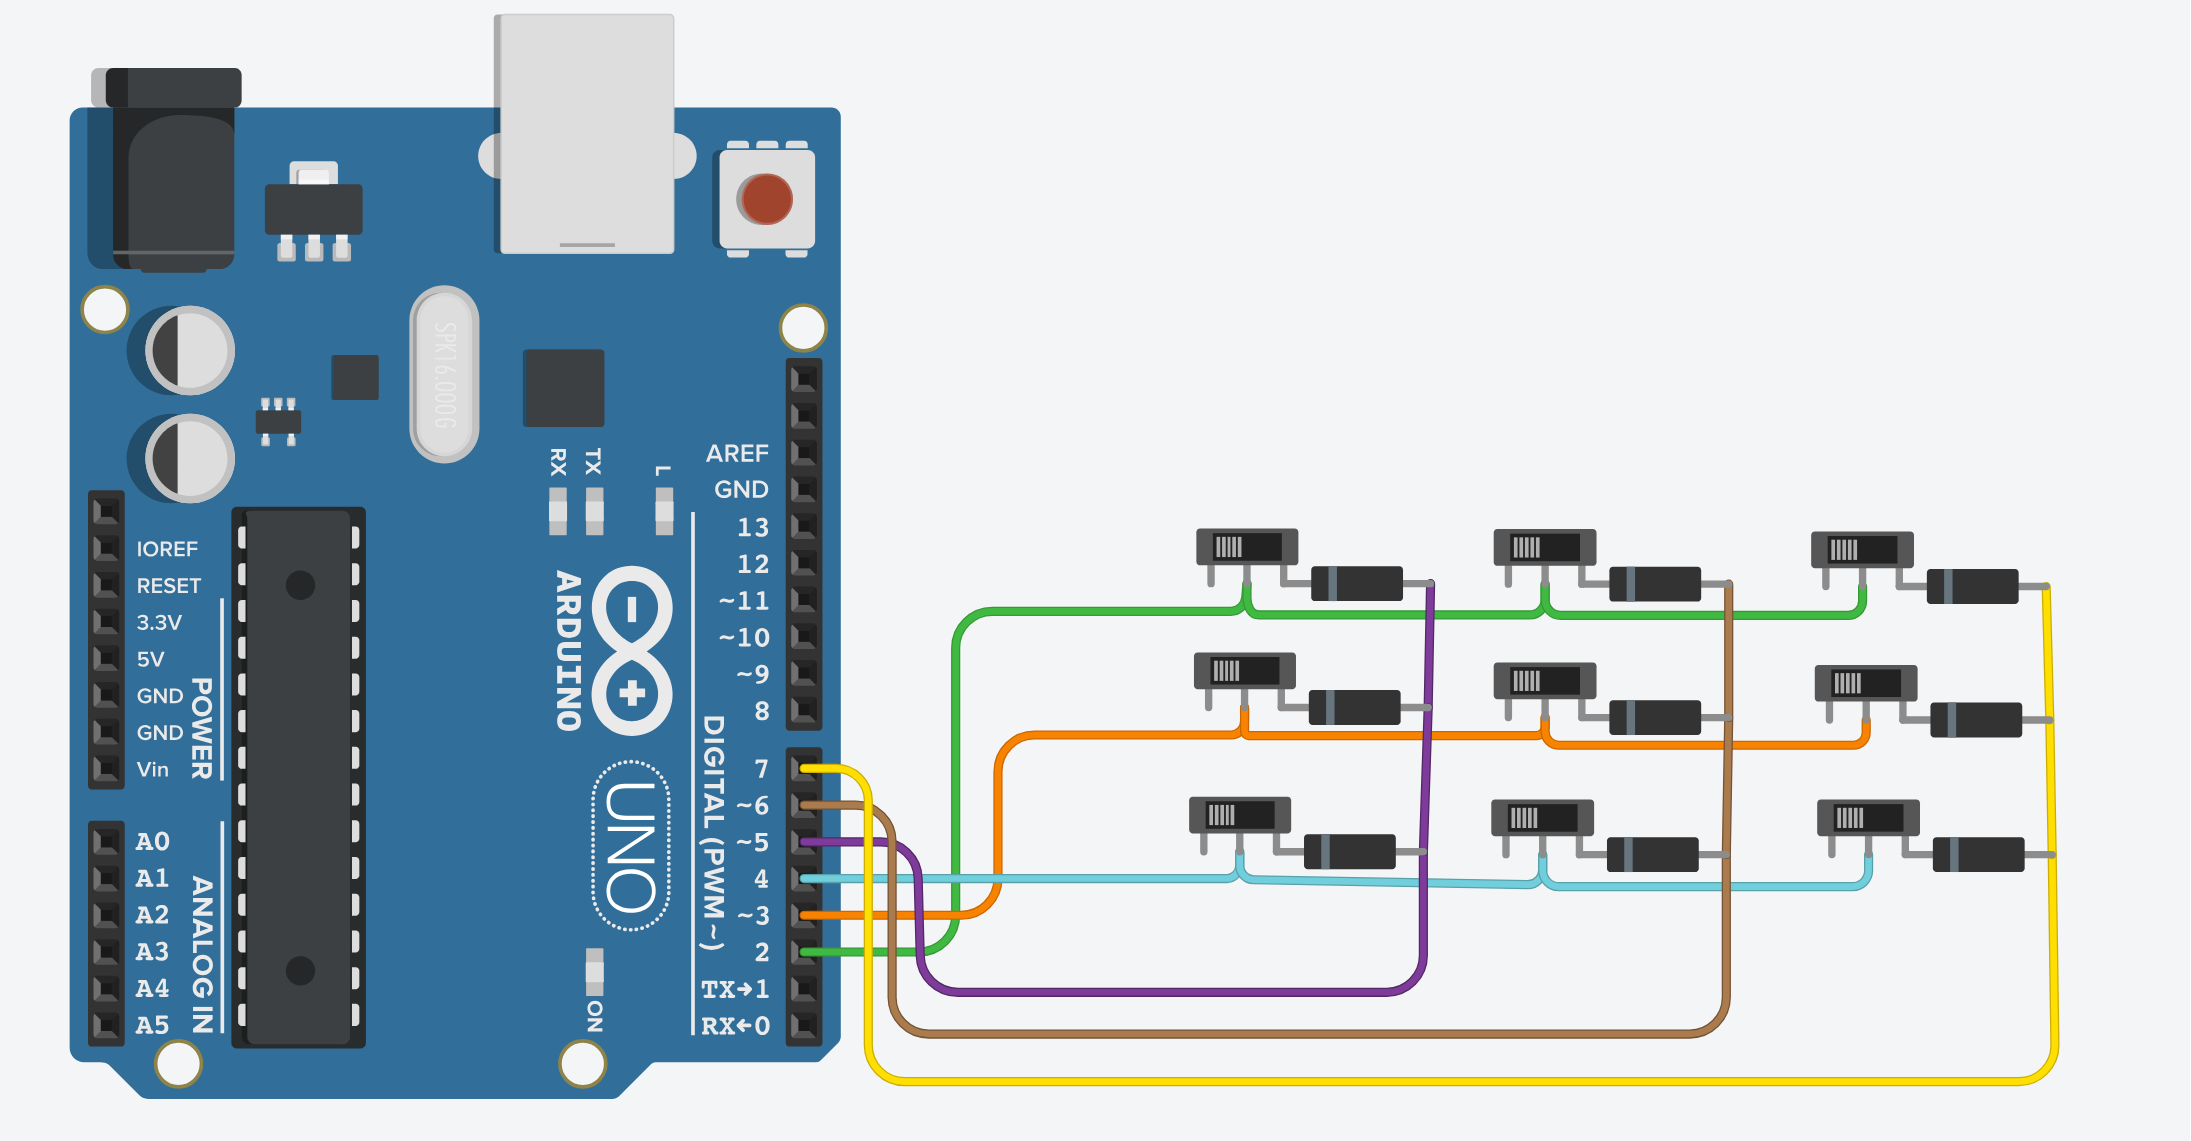 SPK16.000G
RX
TX
L
AREF
GND
13
12
~11
~10
~9
8
7
~6
~5
4
~3
2
TX→1
RX←0
DIGITAL (PWM ~)
ARDUINO
UNO
ON
IOREF
RESET
3.3V
5V
GND
GND
Vin
POWER
A0
A1
A2
A3
A4
A5
ANALOG IN